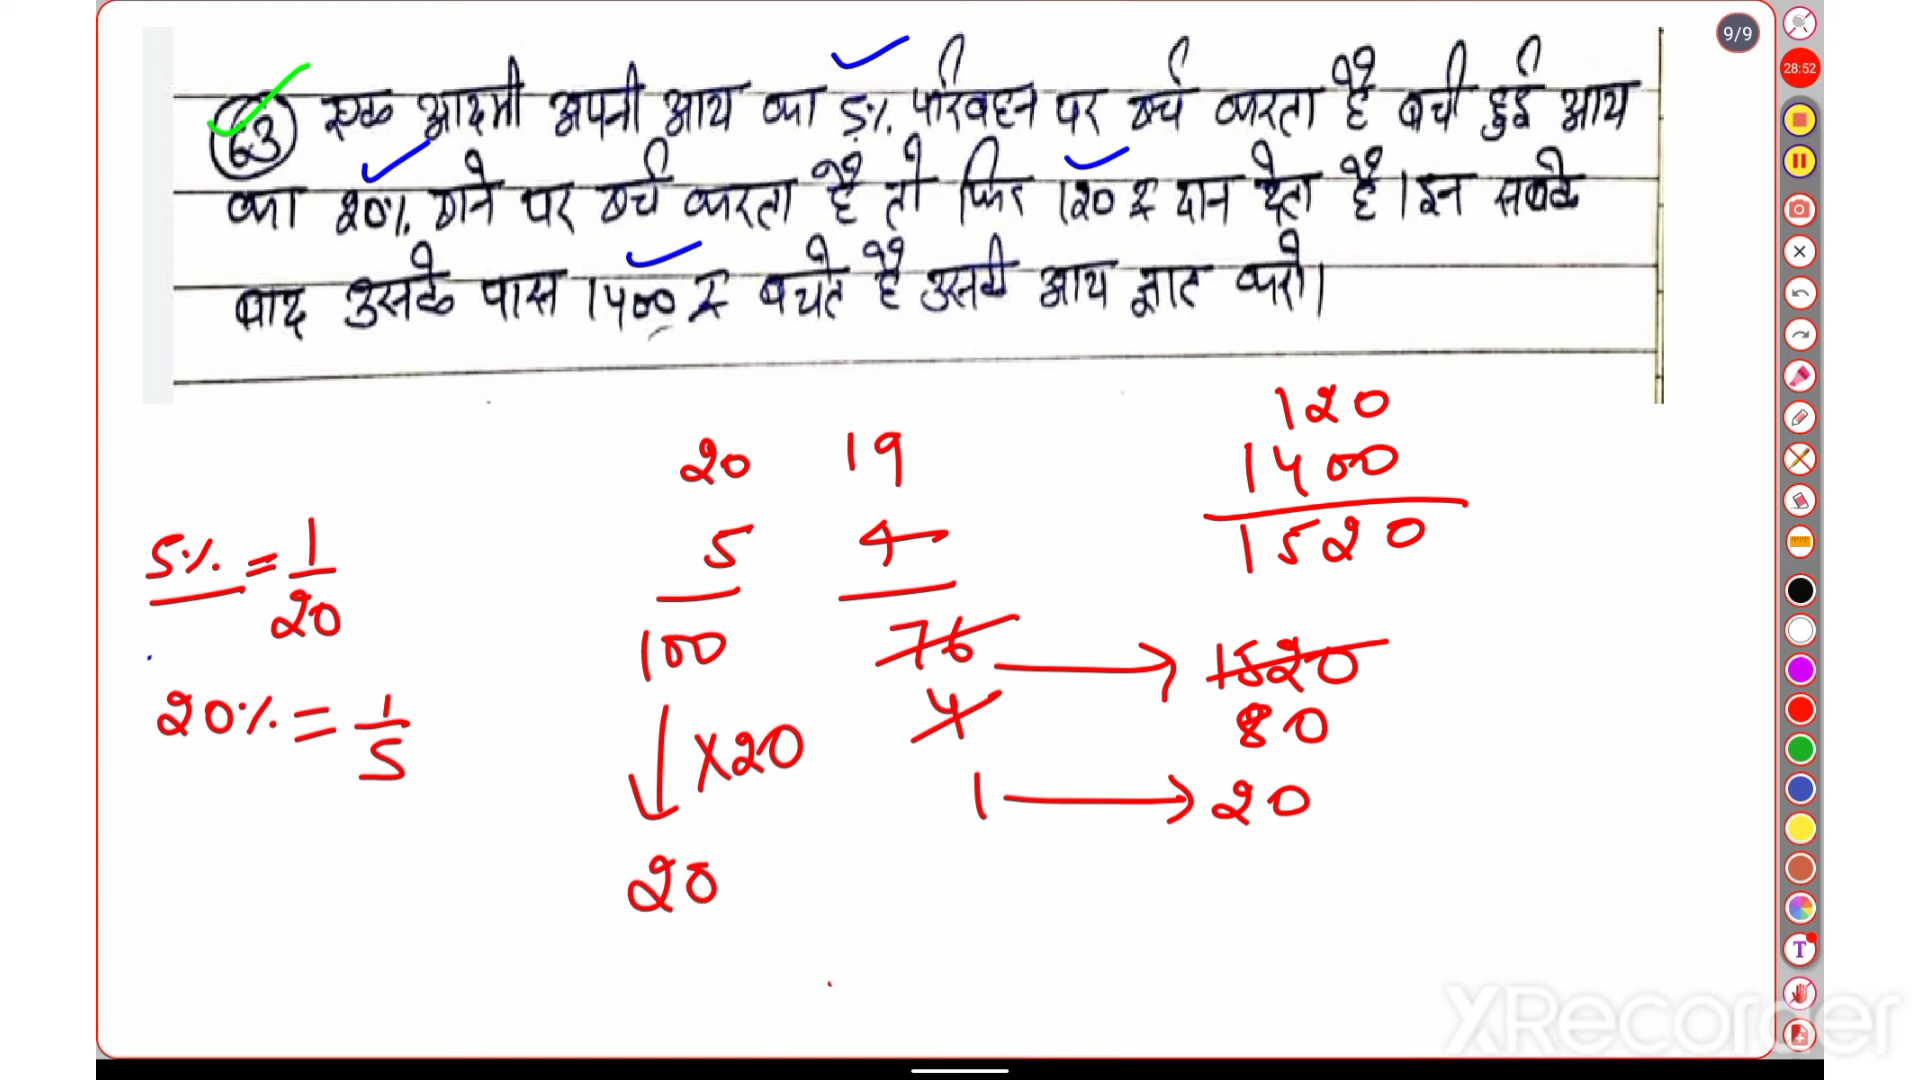 9/9
28:52
63 एक आदमी अपनी आय का 5% परिवहन पर खर्च करता है बची हुई आय
का 20% खाने पर खर्च करता है तो फिर 120 रू दान देता है। इन सबके
बाद उसके पास 1400 रू बचते है उसकी आय ज्ञात करो।
120
20 19 1400
5% = 1/20 5 4 1520
100 76 → 1520
20% = 1/5 4 80
↓ ×20 1 → 20
20
T
XRecorder